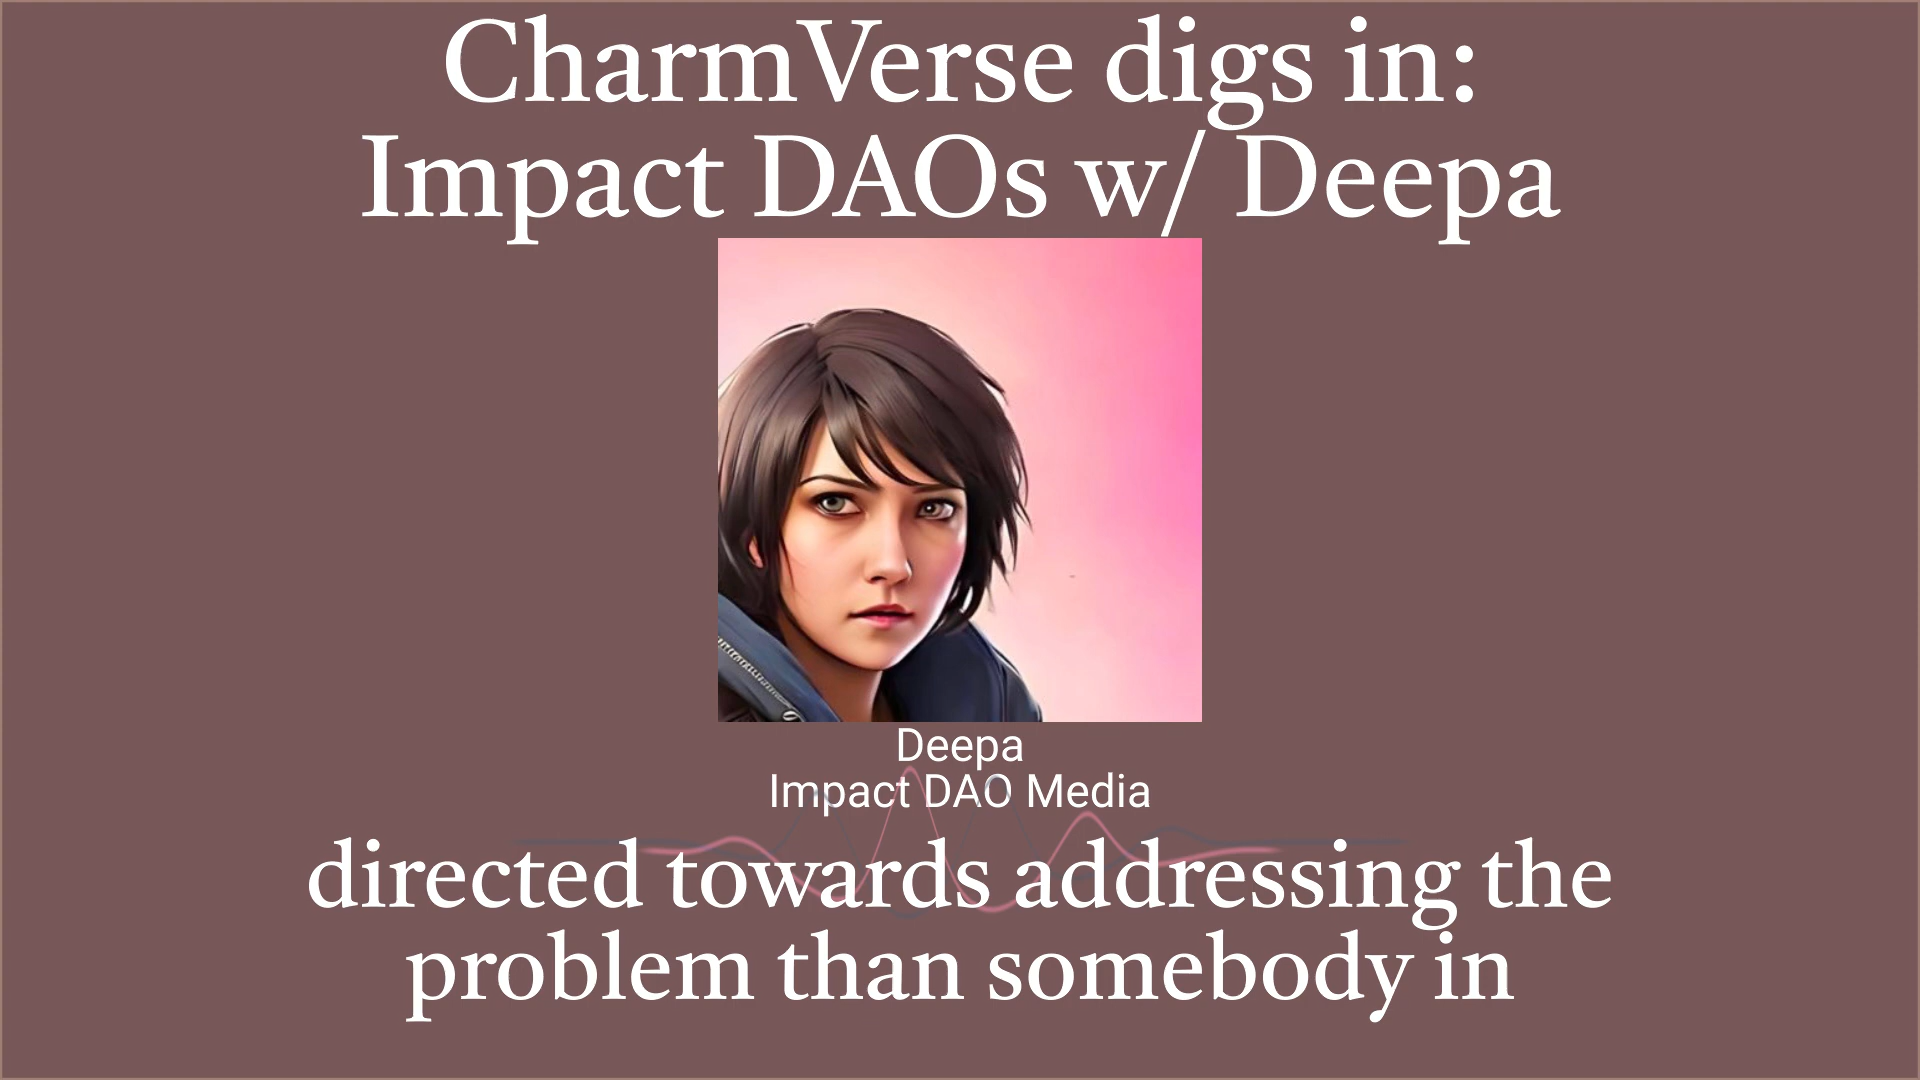 CharmVerse digs in:
Impact DAOs w/ Deepa
Deepa
Impact DAO Media
directed towards addressing the
problem than somebody in